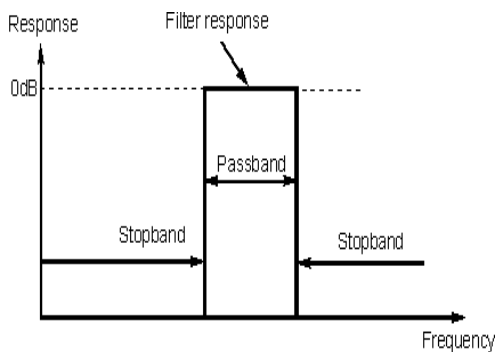 Response
Filter response
0dB
Passband
Stopband
Stopband
Frequency